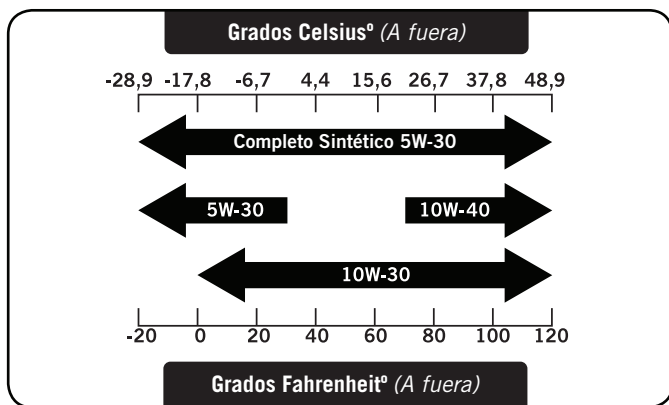 Grados Celsiusº (A fuera)
-28,9 -17,8 -6,7 4,4 15,6 26,7 37,8 48,9
Completo Sintético 5W-30
5W-30 10W-40
10W-30
-20 0 20 40 60 80 100 120
Grados Fahrenheitº (A fuera)